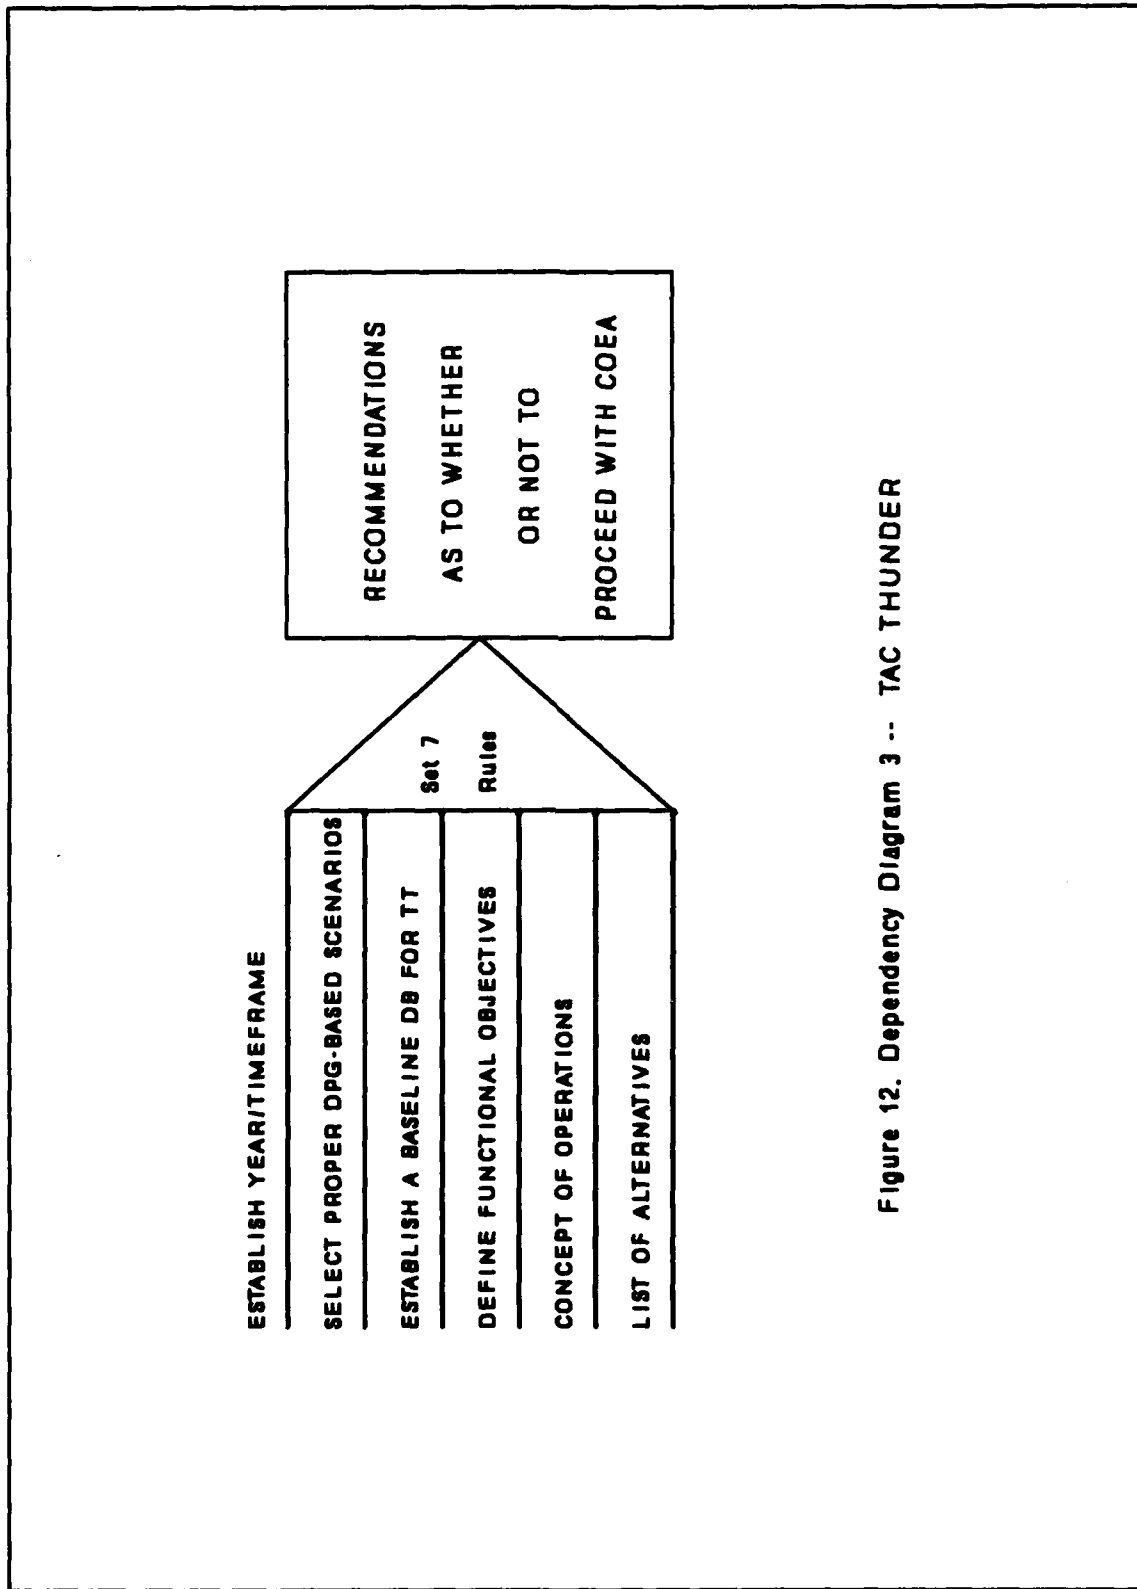 ESTABLISH YEAR/TIMEFRAME
SELECT PROPER DPG-BASED SCENARIOS
ESTABLISH A BASELINE DB FOR TT
DEFINE FUNCTIONAL OBJECTIVES
CONCEPT OF OPERATIONS
LIST OF ALTERNATIVES
Set 7
Rules
RECOMMENDATIONS
AS TO WHETHER
OR NOT TO
PROCEED WITH COEA
Figure 12. Dependency Diagram 3 -- TAC THUNDER